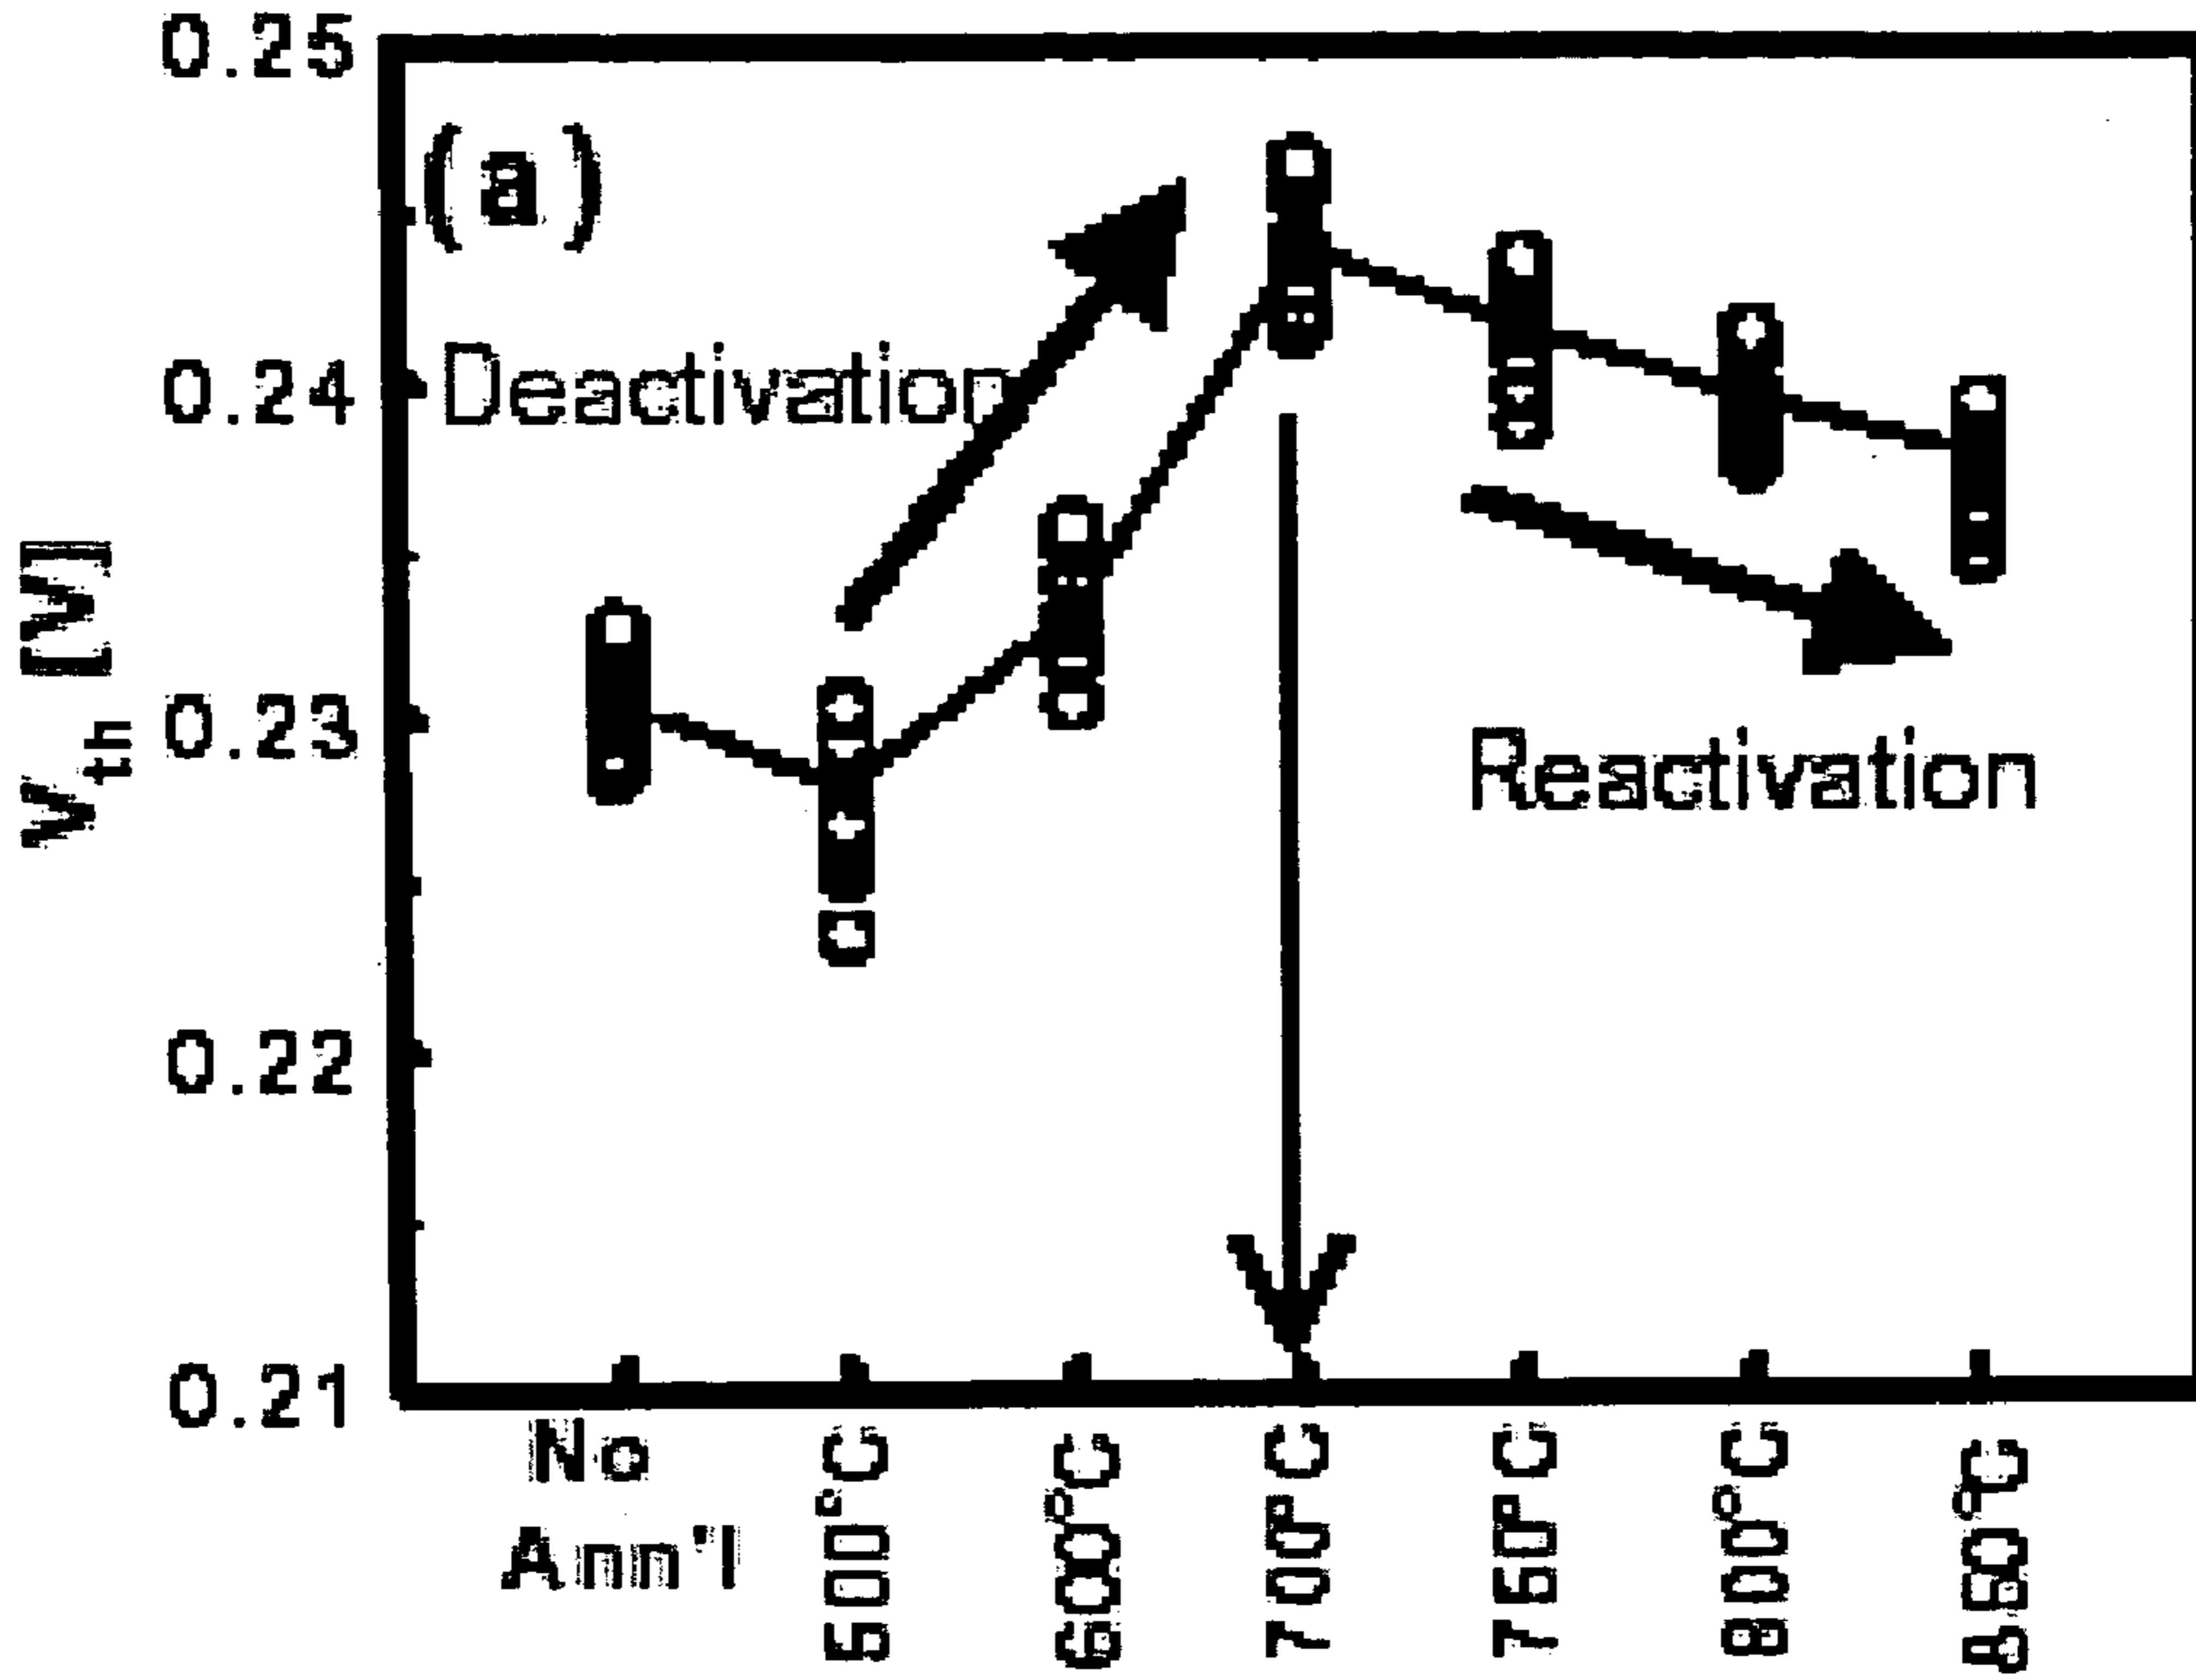 0.25
(a)
0.24
Deactivation
Vth [V]
0.23
Reactivation
0.22
0.21
No
Ann'l
500°C
600°C
700°C
750°C
800°C
850°C